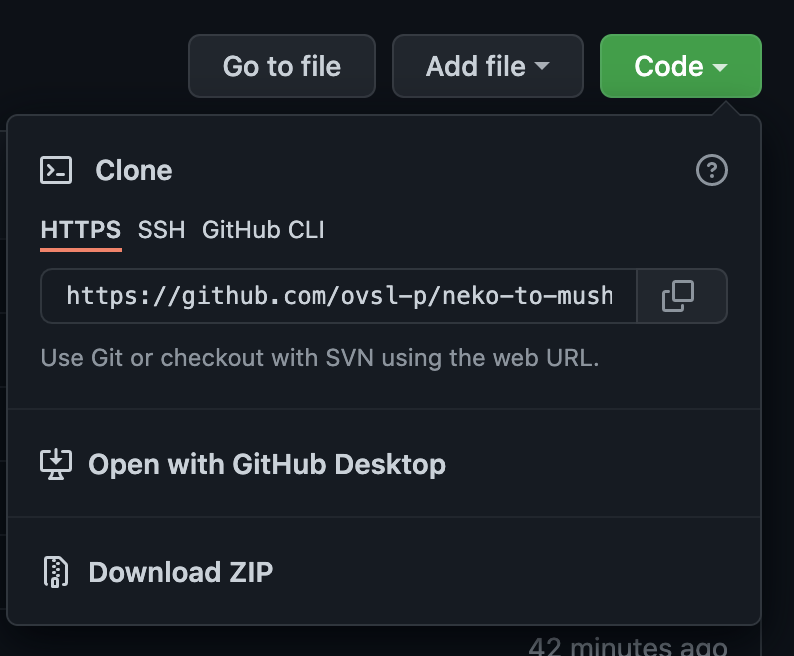 Go to file Add file Code
Clone
HTTPS SSH GitHub CLI
https://github.com/ovsl-p/neko-to-mush
Use Git or checkout with SVN using the web URL.
Open with GitHub Desktop
Download ZIP
42 minutes ago